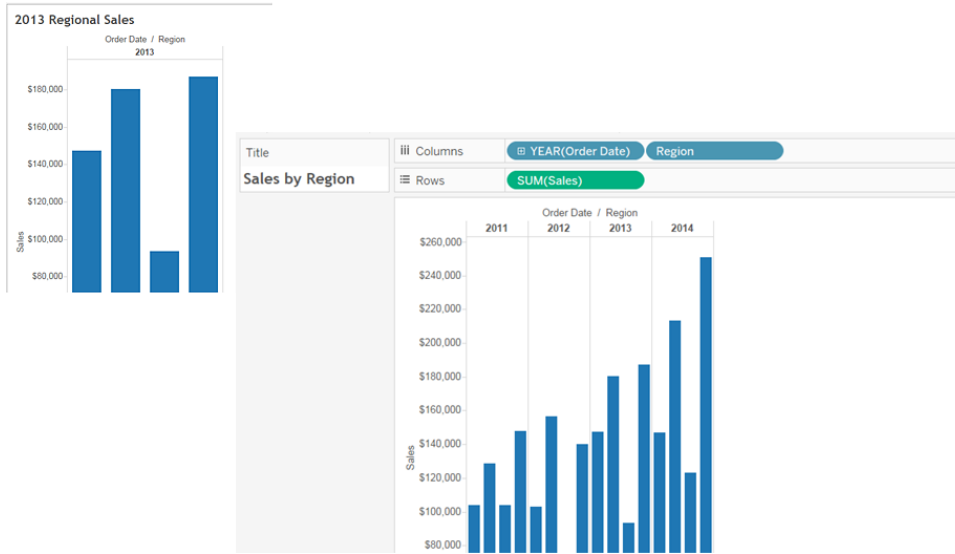 2013 Regional Sales
Order Date / Region
2013
$180,000
$160,000
$140,000
$120,000
$100,000
$80,000
Sales
Title
Sales by Region
Columns
YEAR(Order Date)
Region
Rows
SUM(Sales)
Order Date / Region
2011 2012 2013 2014
$260,000
$240,000
$220,000
$200,000
$180,000
$160,000
$140,000
$120,000
$100,000
$80,000
Sales